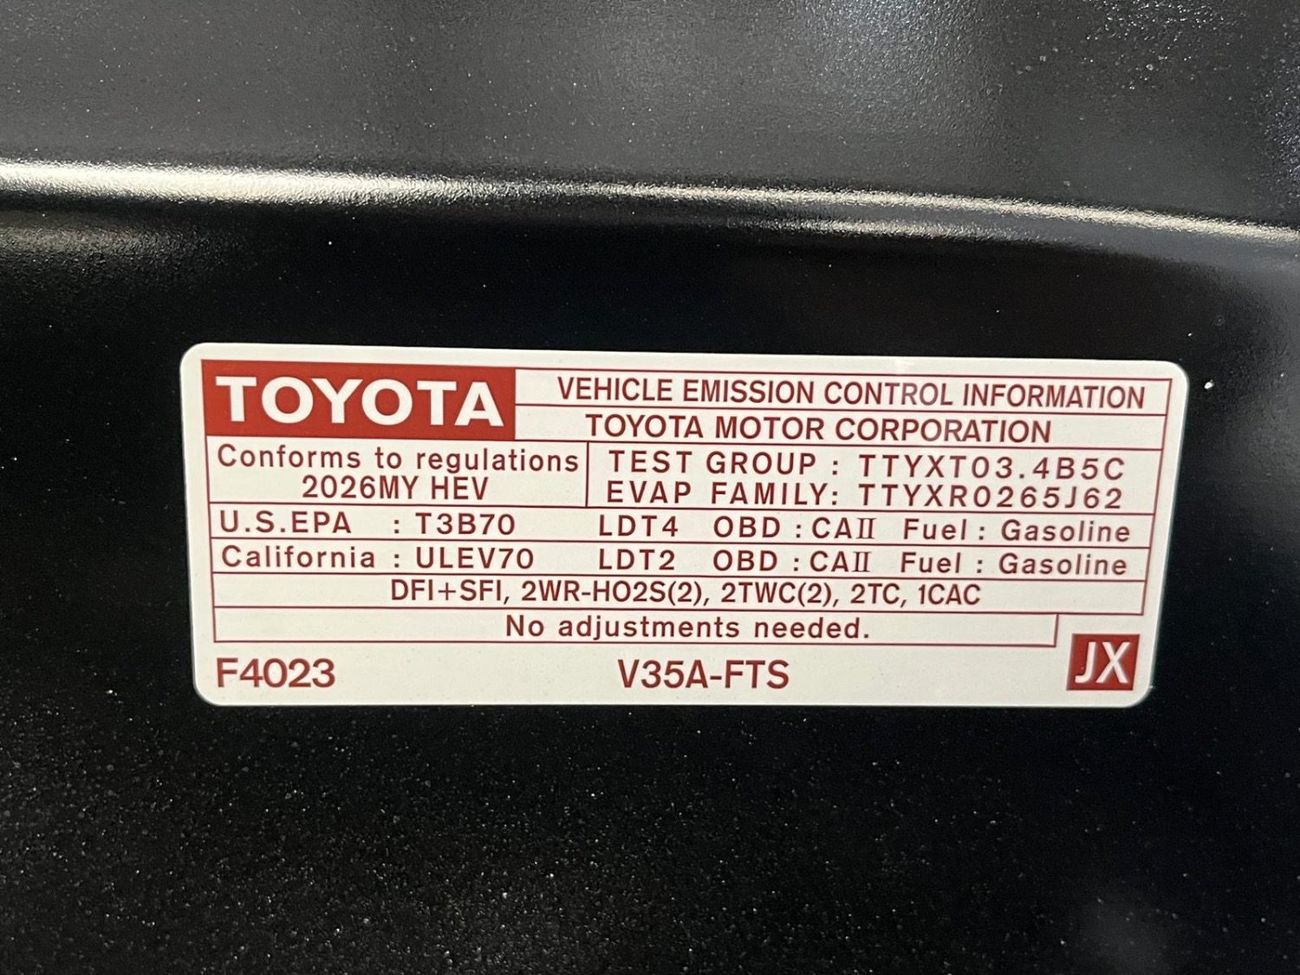 TOYOTA VEHICLE EMISSION CONTROL INFORMATION
TOYOTA MOTOR CORPORATION
Conforms to regulations
2026MY HEV
TEST GROUP : TTYXT03.4B5C
EVAP FAMILY: TTYXR0265J62
U.S.EPA : T3B70 LDT4 OBD : CAⅡ Fuel : Gasoline
California : ULEV70 LDT2 OBD : CAⅡ Fuel : Gasoline
DFI+SFI, 2WR-HO2S(2), 2TWC(2), 2TC, 1CAC
No adjustments needed.
F4023 V35A-FTS JX